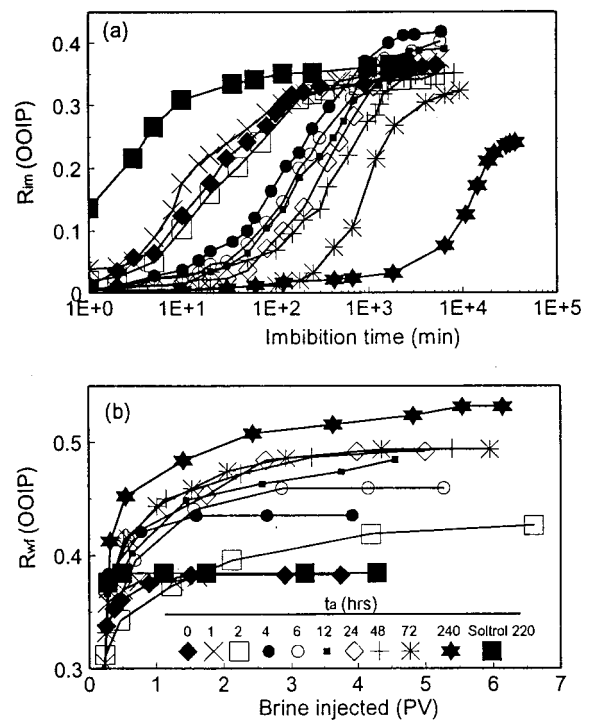 (a)
0.4
0.3
0.2
0.1
0
Rim (OOIP)
1E+0 1E+1 1E+2 1E+3 1E+4 1E+5
Imbibition time (min)
(b)
0.5
0.4
0.3
Rwf (OOIP)
ta (hrs)
0 1 2 4 6 12 24 48 72 240 Soltrol 220
0 1 2 3 4 5 6 7
Brine injected (PV)